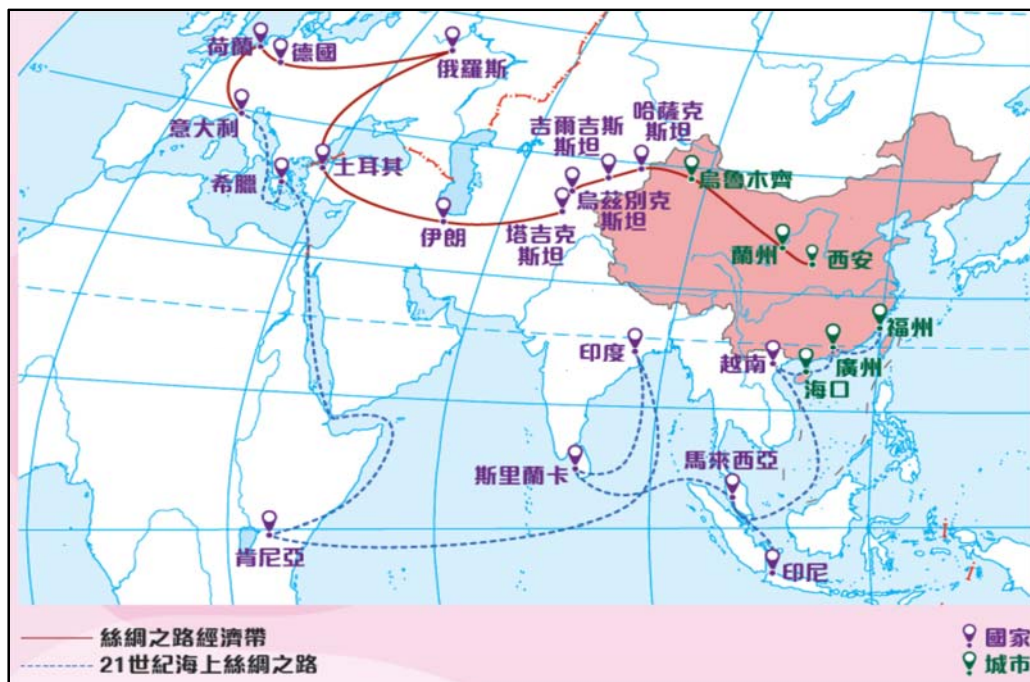 荷蘭
德國
俄羅斯
45°
意大利
希臘
土耳其
伊朗
塔吉克
斯坦
烏茲別克
斯坦
吉爾吉斯
斯坦
哈薩克
斯坦
烏魯木齊
蘭州
西安
福州
廣州
海口
越南
印度
斯里蘭卡
馬來西亞
肯尼亞
印尼
絲綢之路經濟帶
21世紀海上絲綢之路
國家
城市